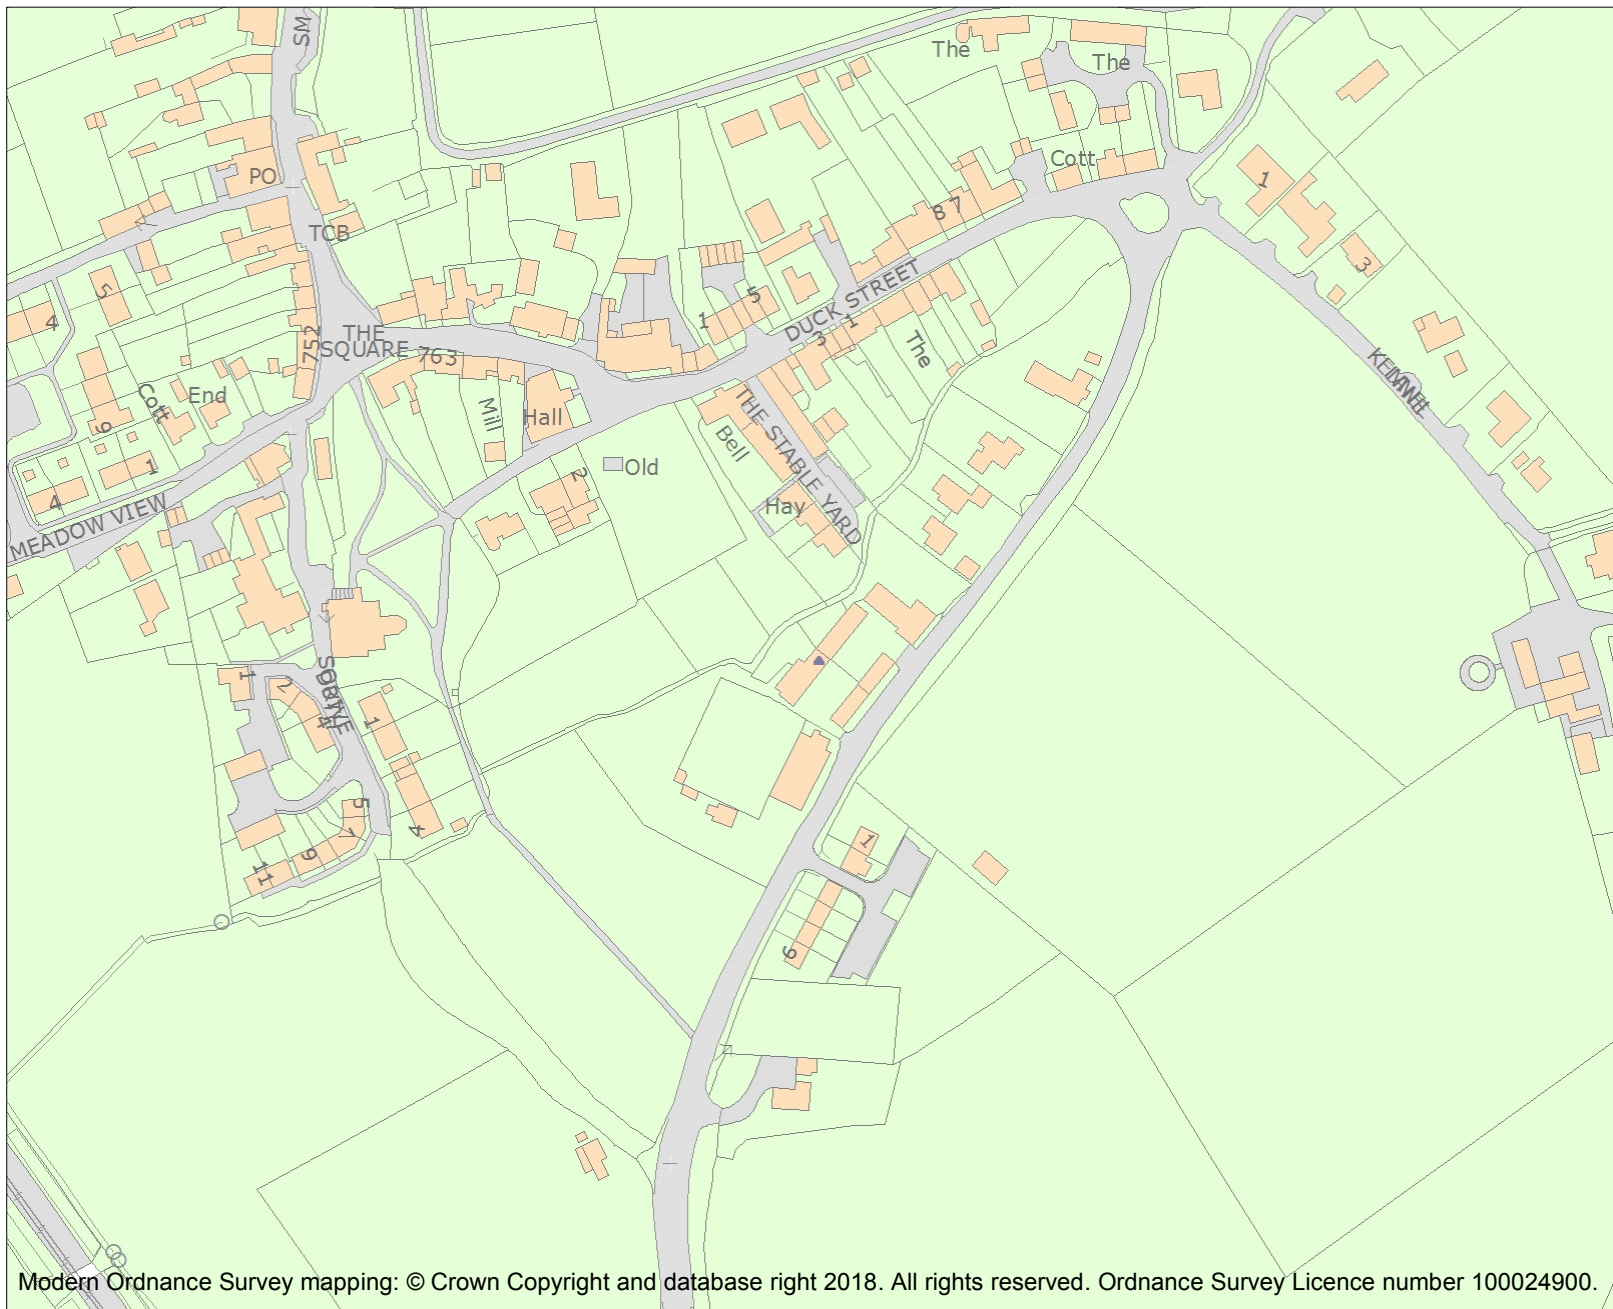 SM
The
The
PO
Cott
1
TCB
8 7
3
5
4
5
1
DUCK STREET
3
1
The
752
THE
SQUARE
763
End
Cott
Mill
Hall
THE STABLE YARD
Bell
9
1
4
2
Old
Hay
MEADOW VIEW
1
2
4
1
DRIVE
5
7
9
11
4
1
6
Modern Ordnance Survey mapping: © Crown Copyright and database right 2018. All rights reserved. Ordnance Survey Licence number 100024900.